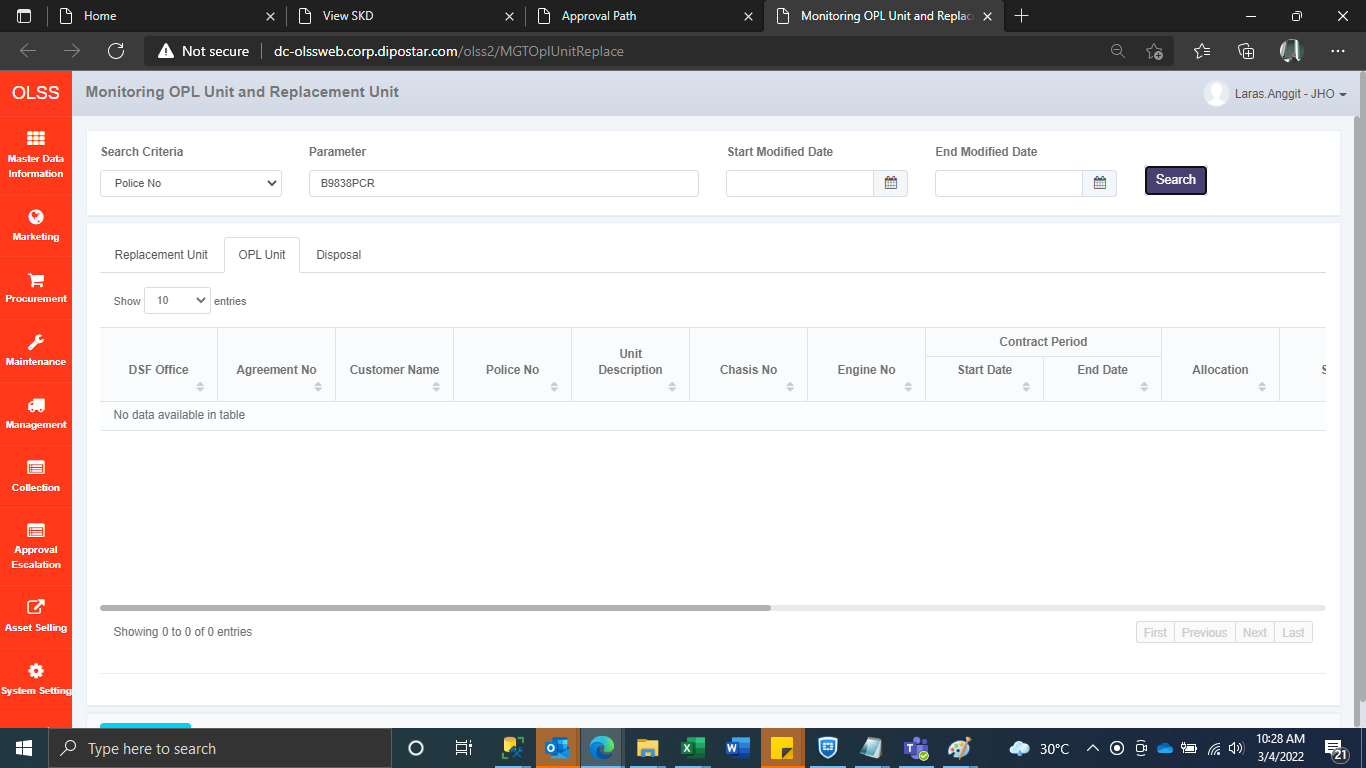 Home
View SKD
Approval Path
Monitoring OPL Unit and Replac
Not secure
dc-olssweb.corp.dipostar.com/olss2/MGTOplUnitReplace
OLSS
Monitoring OPL Unit and Replacement Unit
Laras.Anggit - JHO
Master Data
Information
Marketing
Procurement
Maintenance
Management
Collection
Approval
Escalation
Asset Selling
System Setting
Search Criteria
Parameter
Start Modified Date
End Modified Date
Police No
B9838PCR
Search
Replacement Unit
OPL Unit
Disposal
Show 10 entries
DSF Office
Agreement No
Customer Name
Police No
Unit
Description
Chasis No
Engine No
Contract Period
Start Date
End Date
Allocation
S
No data available in table
Showing 0 to 0 of 0 entries
First
Previous
Next
Last
Type here to search
30°C
10:28 AM
3/4/2022
21